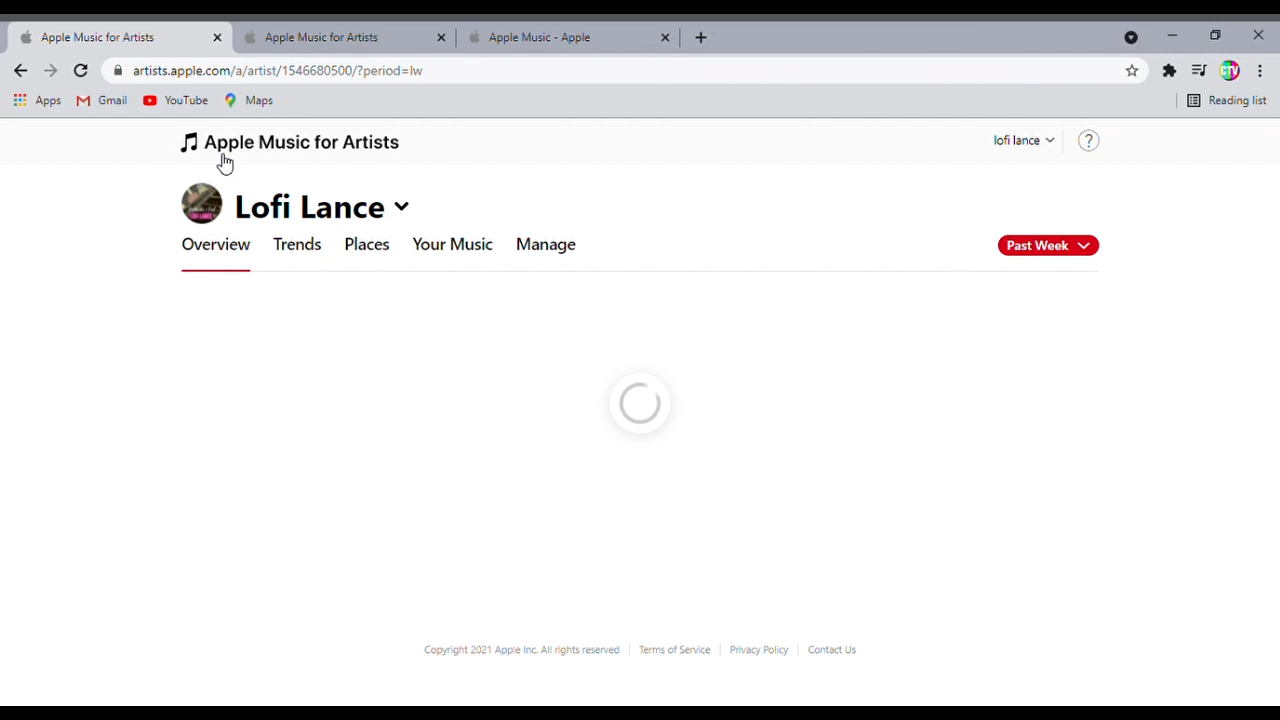 Apple Music for Artists
Apple Music for Artists
Apple Music - Apple
artists.apple.com/a/artist/1546680500/?period=lw
Apps
Gmail
YouTube
Maps
Reading list
Apple Music for Artists
lofi lance
?
Lofi Lance
Overview
Trends
Places
Your Music
Manage
Past Week
Copyright 2021 Apple Inc. All rights reserved
Terms of Service
Privacy Policy
Contact Us